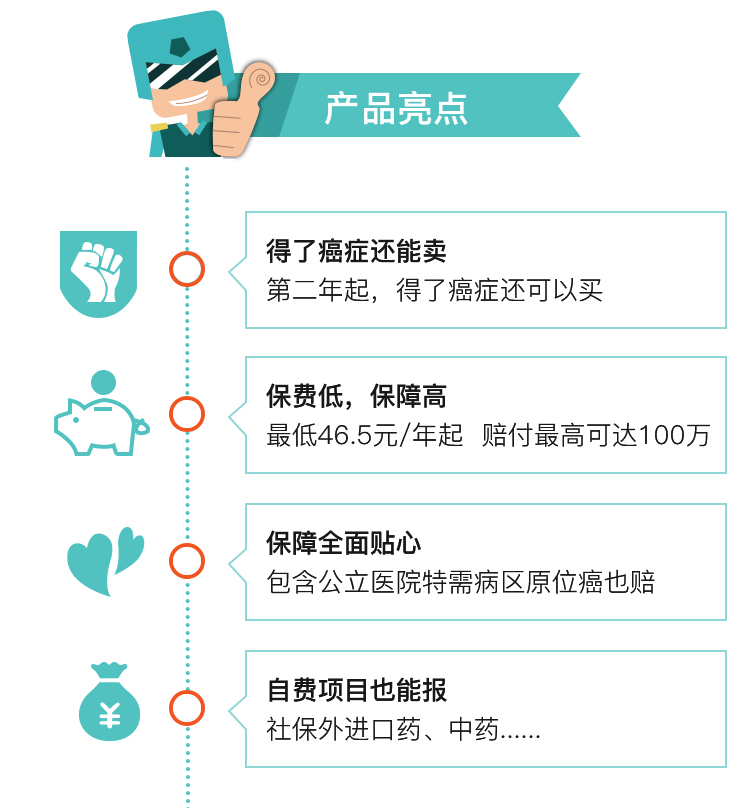 产品亮点
得了癌症还能卖
第二年起，得了癌症还可以买
保费低，保障高
最低46.5元/年起 赔付最高可达100万
保障全面贴心
包含公立医院特需病区原位癌也赔
自费项目也能报
社保外进口药、中药......